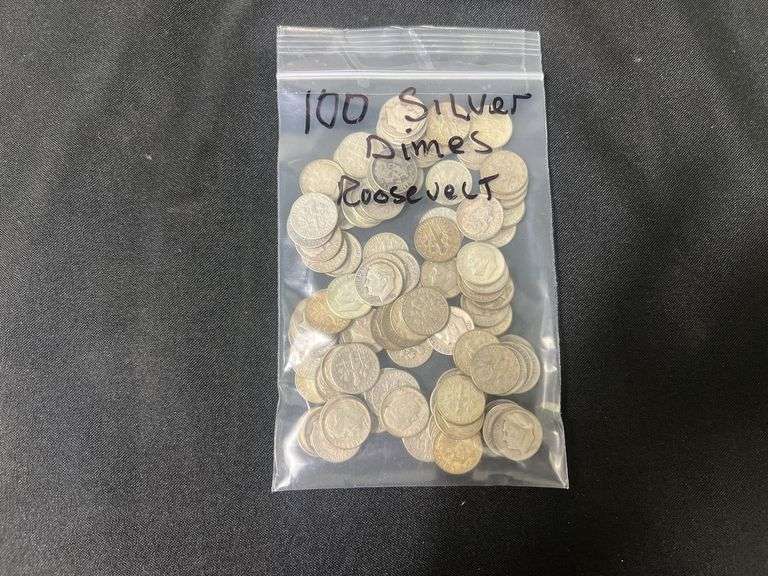 100 Silver
Dimes
Roosevelt